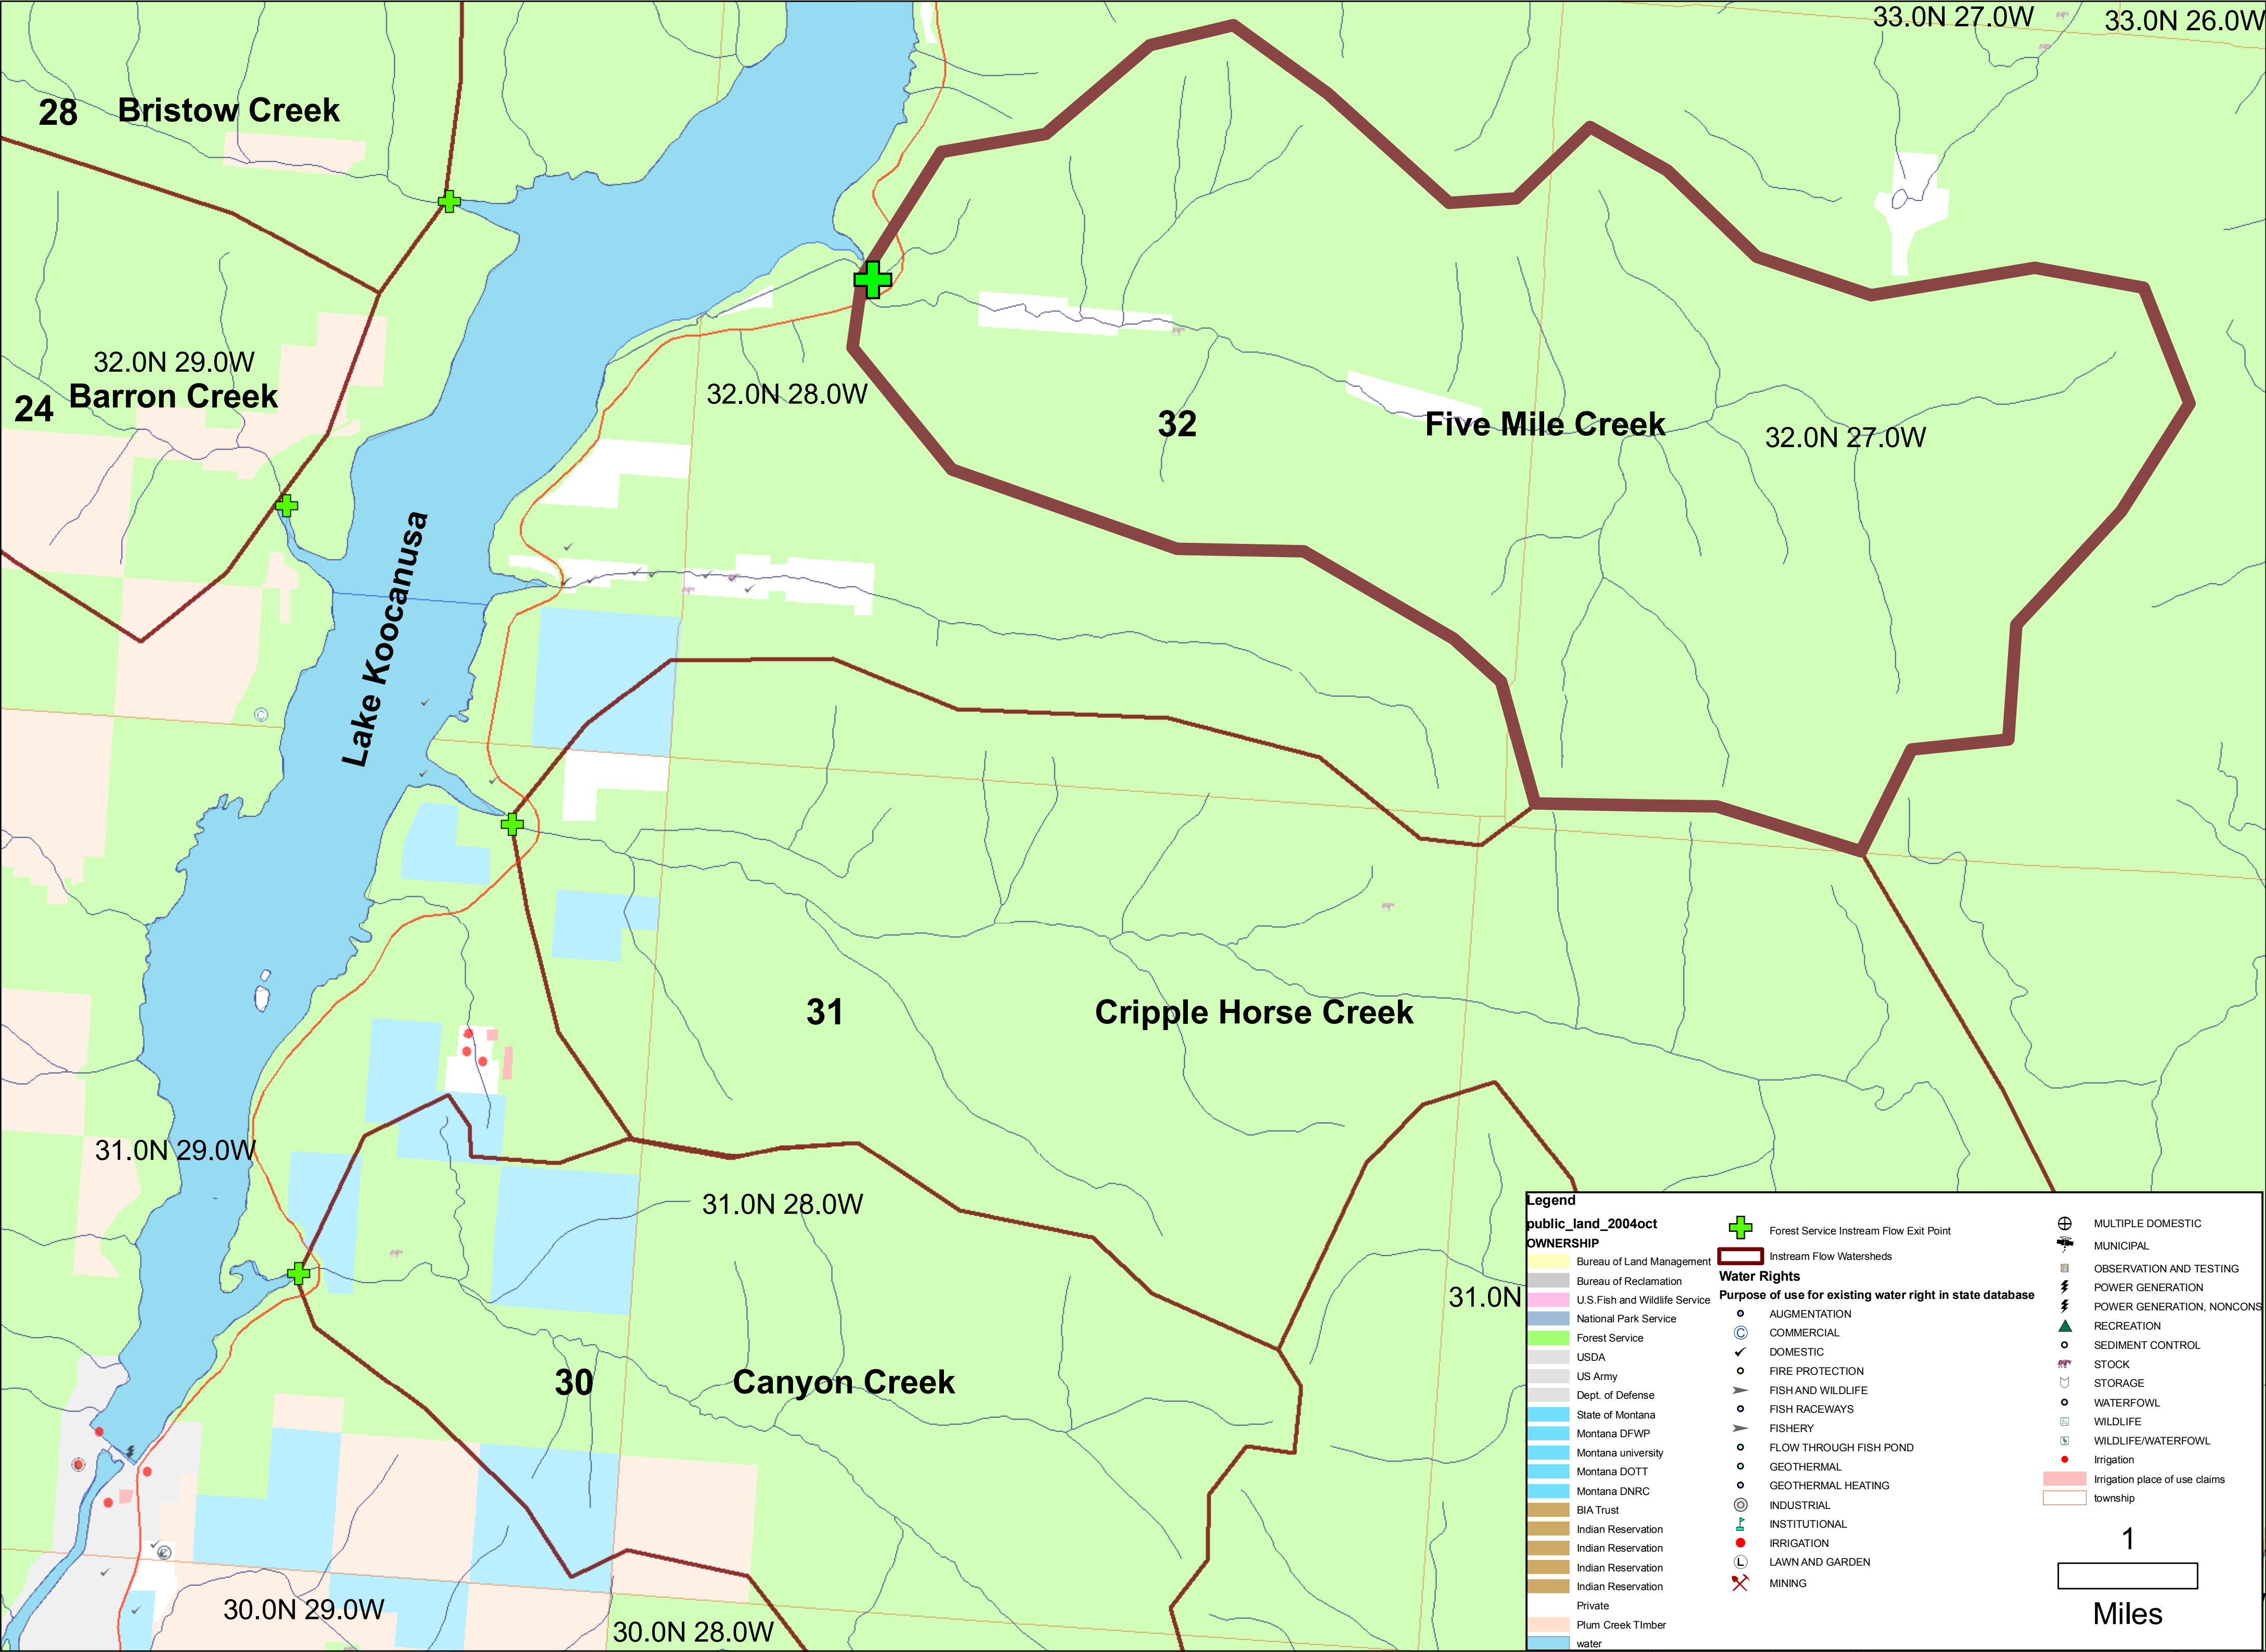 33.0N 27.0W
33.0N 26.0W
28 Bristow Creek
32.0N 29.0W
24 Barron Creek
32.0N 28.0W
32 Five Mile Creek
32.0N 27.0W
Lake Koocanusa
31 Cripple Horse Creek
31.0N 29.0W
31.0N 28.0W
31.0N
30 Canyon Creek
30.0N 29.0W
30.0N 28.0W
Legend
public_land_2004oct
OWNERSHIP
Bureau of Land Management
Bureau of Reclamation
U.S.Fish and Wildlife Service
National Park Service
Forest Service
USDA
US Army
Dept. of Defense
State of Montana
Montana DFWP
Montana university
Montana DOTT
Montana DNRC
BIA Trust
Indian Reservation
Indian Reservation
Indian Reservation
Indian Reservation
Private
Plum Creek TImber
water
Forest Service Instream Flow Exit Point
Instream Flow Watersheds
Water Rights
Purpose of use for existing water right in state database
AUGMENTATION
C COMMERCIAL
DOMESTIC
FIRE PROTECTION
FISH AND WILDLIFE
FISH RACEWAYS
FISHERY
FLOW THROUGH FISH POND
GEOTHERMAL
GEOTHERMAL HEATING
INDUSTRIAL
INSTITUTIONAL
IRRIGATION
L LAWN AND GARDEN
MINING
MULTIPLE DOMESTIC
MUNICIPAL
OBSERVATION AND TESTING
POWER GENERATION
POWER GENERATION, NONCONS
RECREATION
SEDIMENT CONTROL
STOCK
STORAGE
WATERFOWL
WILDLIFE
WILDLIFE/WATERFOWL
Irrigation
Irrigation place of use claims
township
1
Miles